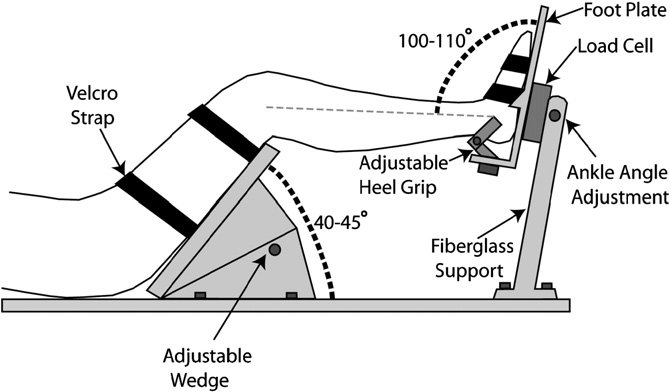 Foot Plate
100-110°
Load Cell
Velcro
Strap
Adjustable
Heel Grip
Ankle Angle
Adjustment
40-45°
Fiberglass
Support
Adjustable
Wedge